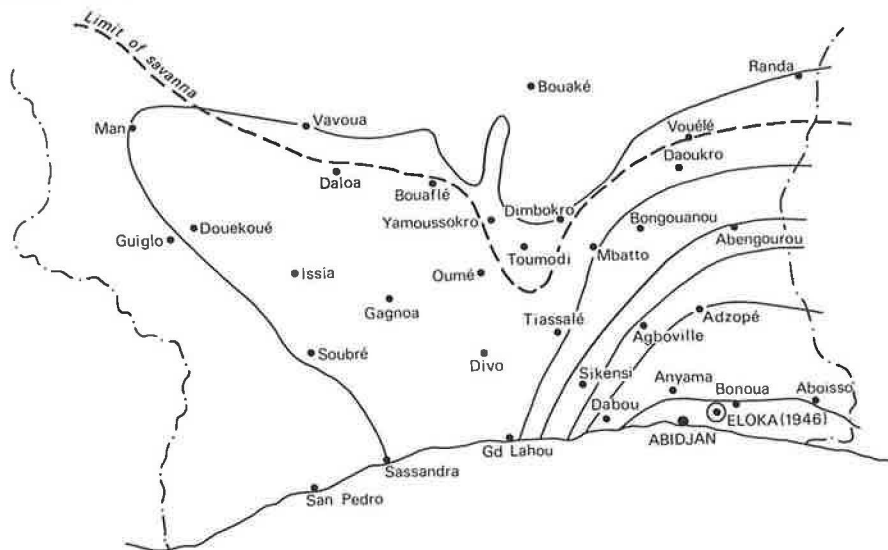 Limit of savanna
Randa
Bouaké
Man
Vavoua
Vouélé
Daoukro
Daloa
Bouaflé
Yamoussokro
Dimbokro
Bongouanou
Abengourou
Douekoué
Guiglo
Toumodi
Mbatto
Issia
Oumé
Gagnoa
Tiassalé
Adzopé
Agboville
Soubré
Divo
Sikensi
Anyama
Bonoua
Aboisso
Dabou
ELOKA (1946)
ABIDJAN
Gd Lahou
Sassandra
San Pedro